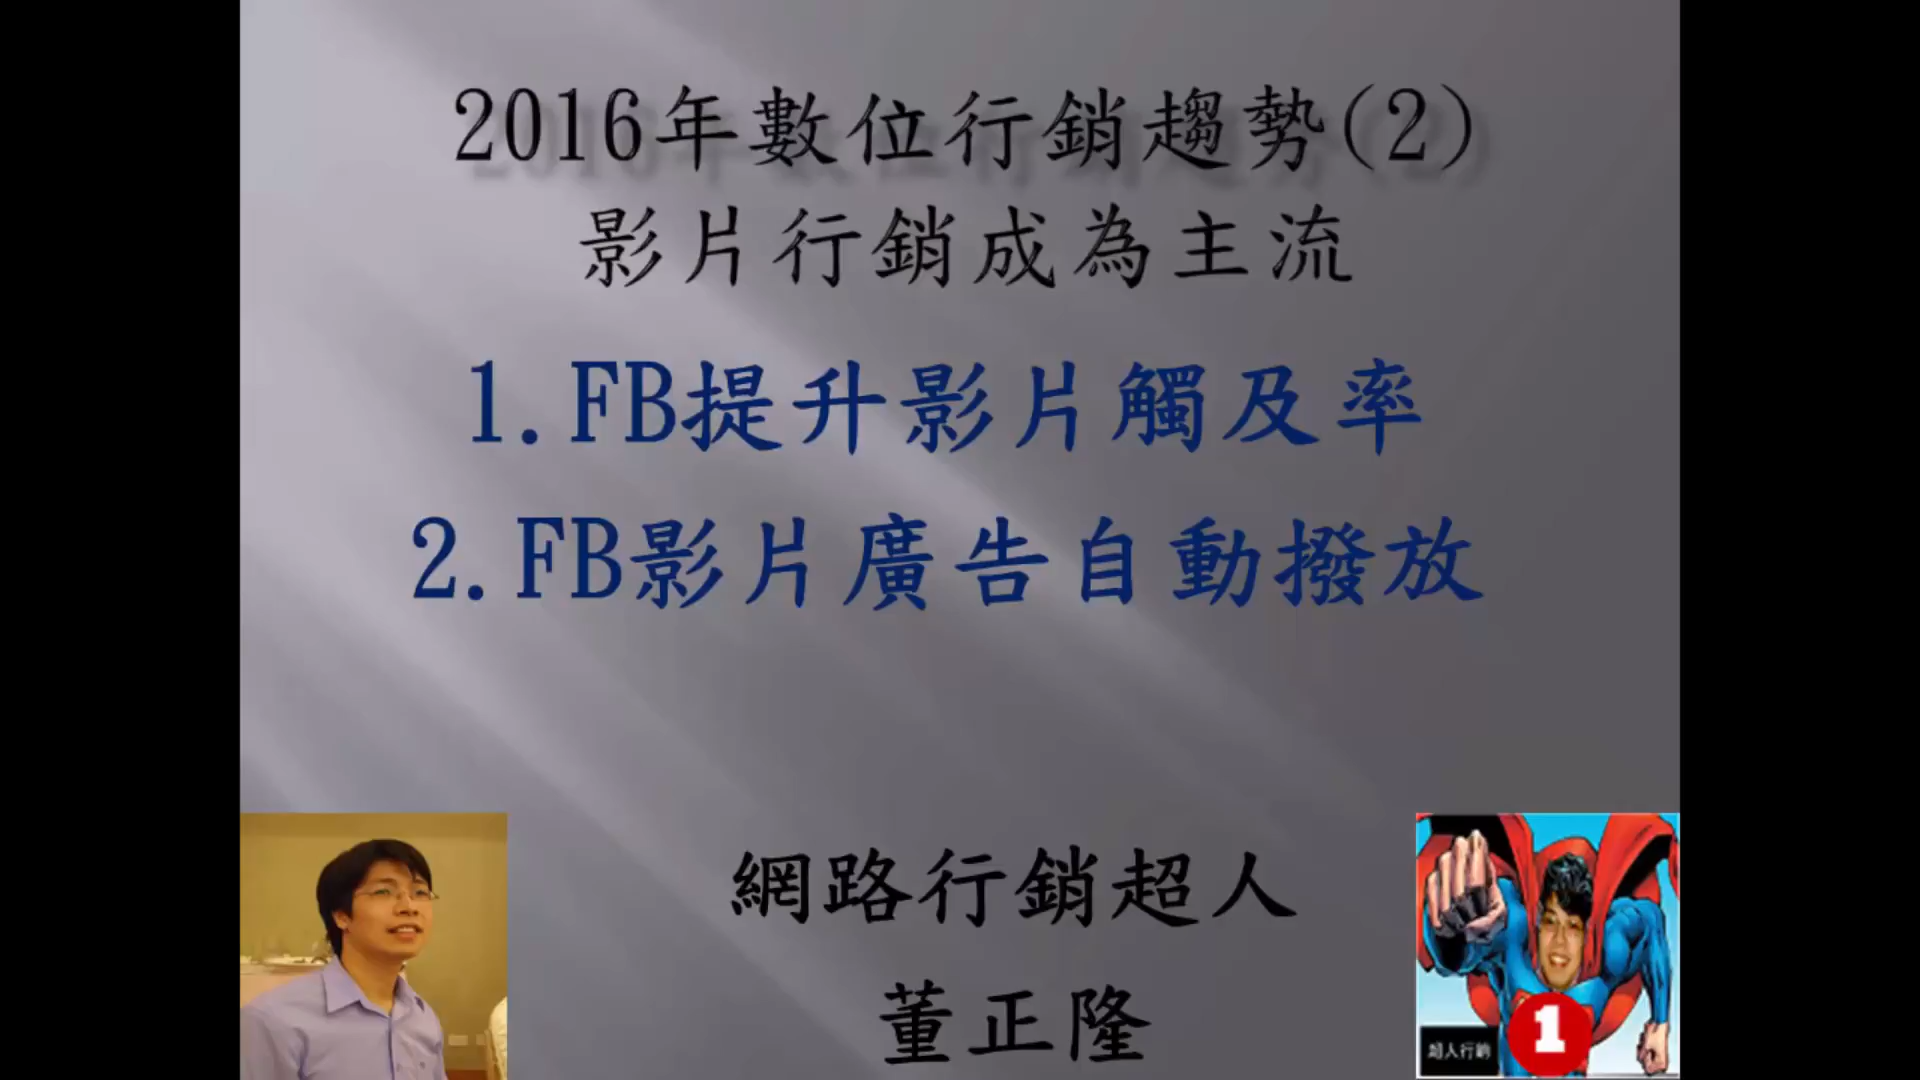 2016年數位行銷趨勢(2)
影片行銷成為主流
1.FB提升影片觸及率
2.FB影片廣告自動撥放
網路行銷超人
董正隆
超人行銷
1